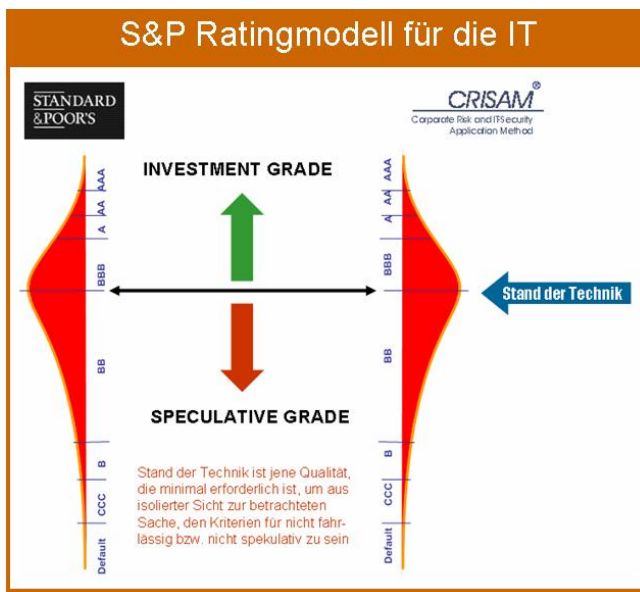 S&P Ratingmodell für die IT
STANDARD
&POOR'S
CRISAM®
Corporate Risk and ITSecurity
Application Method
INVESTMENT GRADE
AAA
AA
A
BBB
BB
B
CCC
Default
AAA
AA
A
BBB
BB
B
CCC
Default
Stand der Technik
SPECULATIVE GRADE
Stand der Technik ist jene Qualität,
die minimal erforderlich ist, um aus
isolierter Sicht zur betrachteten
Sache, den Kriterien für nicht fahr-
lässig bzw. nicht spekulativ zu sein